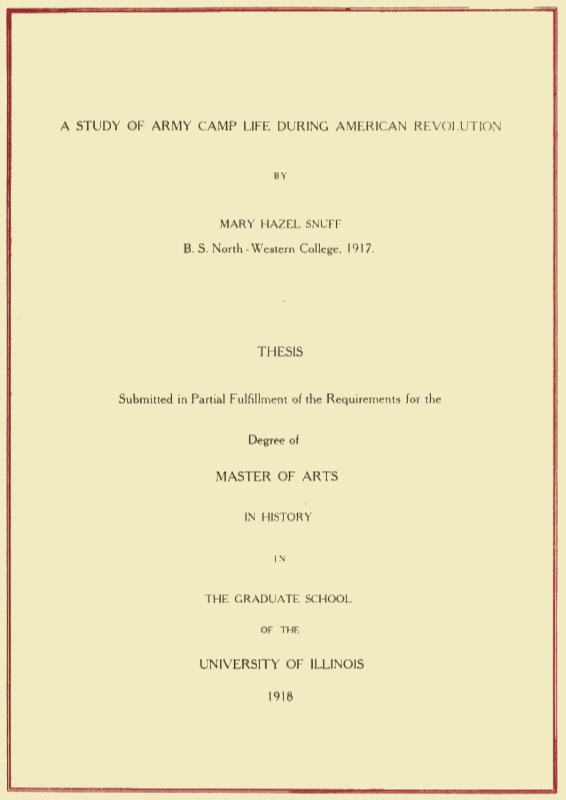 A STUDY OF ARMY CAMP LIFE DURING AMERICAN REVOLUTION
BY
MARY HAZEL SNUFF
B. S. North-Western College, 1917.
THESIS
Submitted in Partial Fulfillment of the Requirements for the
Degree of
MASTER OF ARTS
IN HISTORY
IN
THE GRADUATE SCHOOL
OF THE
UNIVERSITY OF ILLINOIS
1918